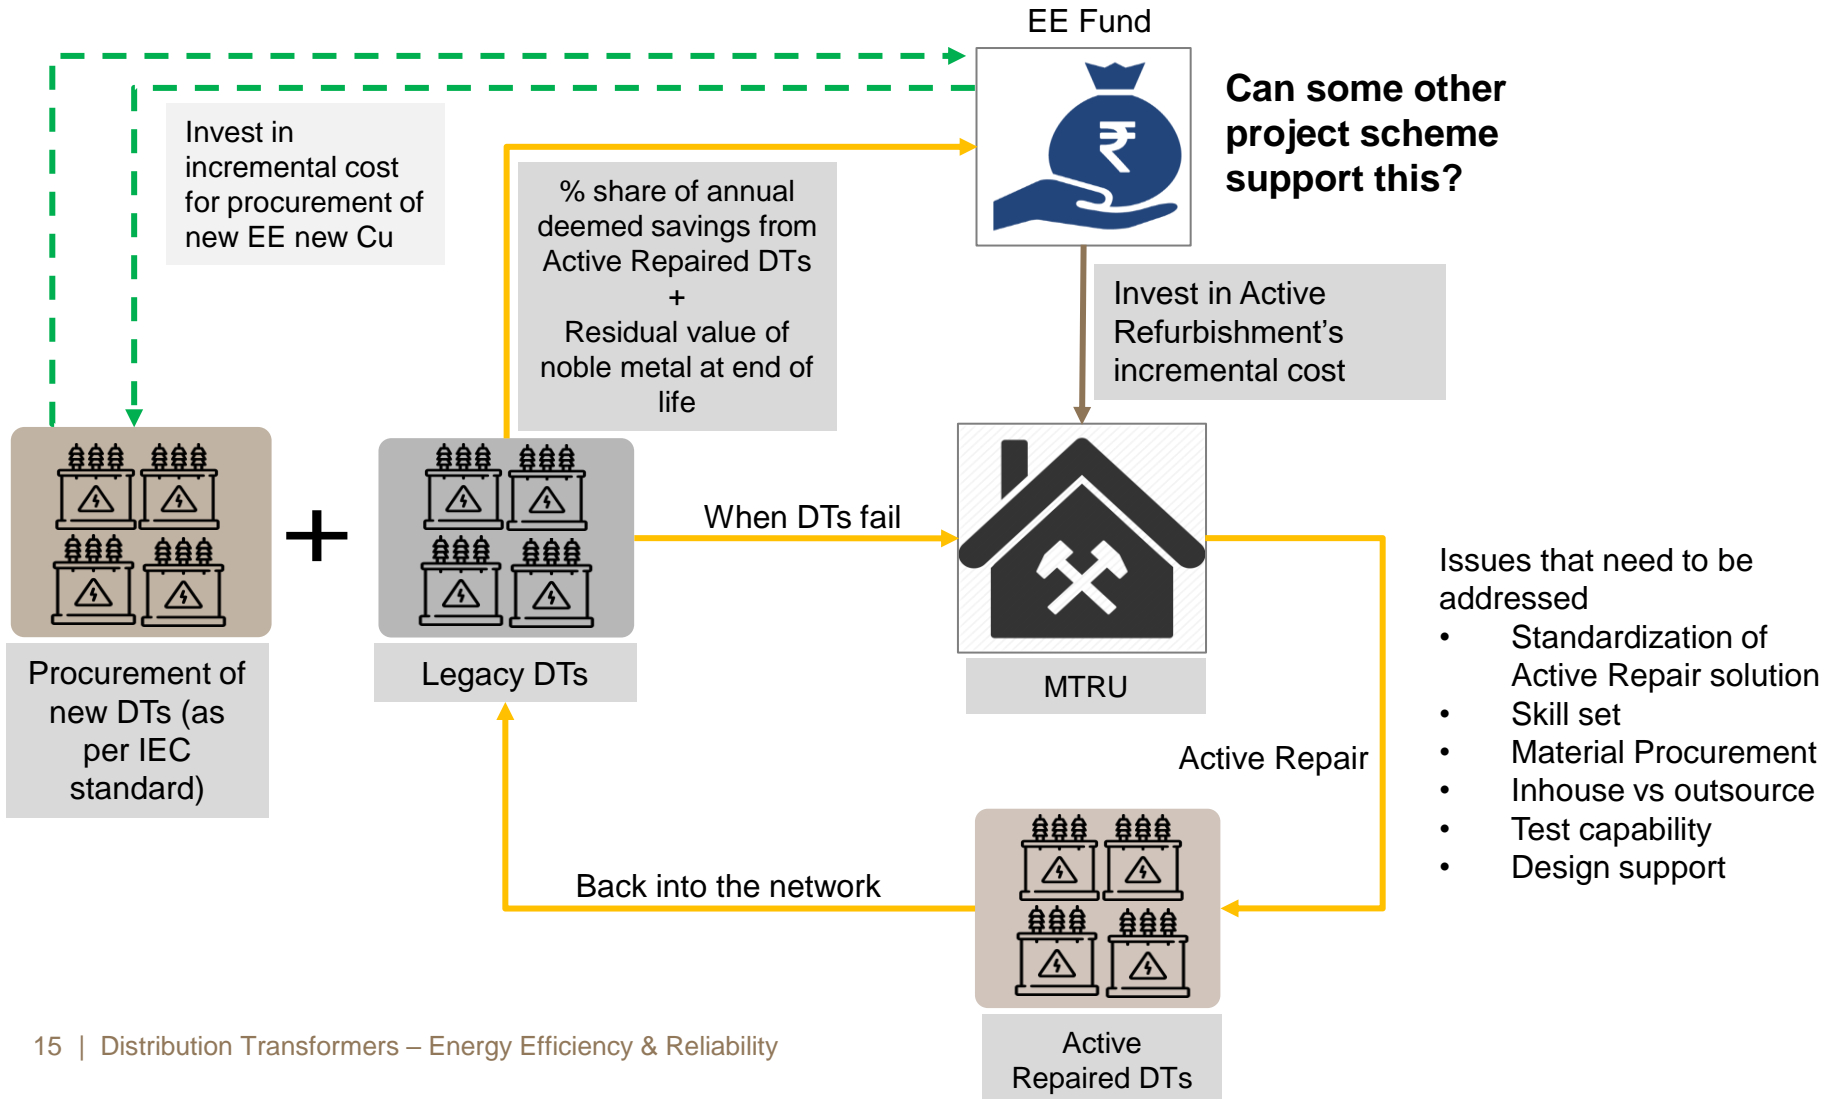 EE Fund
₹
Can some other
project scheme
support this?
Invest in
incremental cost
for procurement of
new EE new Cu
% share of annual
deemed savings from
Active Repaired DTs
+
Residual value of
noble metal at end of
life
Invest in Active
Refurbishment’s
incremental cost
+
When DTs fail
Procurement of
new DTs (as
per IEC
standard)
Legacy DTs
MTRU
Active Repair
Issues that need to be
addressed
• Standardization of
Active Repair solution
• Skill set
• Material Procurement
• Inhouse vs outsource
• Test capability
• Design support
Back into the network
Active
Repaired DTs
15 | Distribution Transformers – Energy Efficiency & Reliability